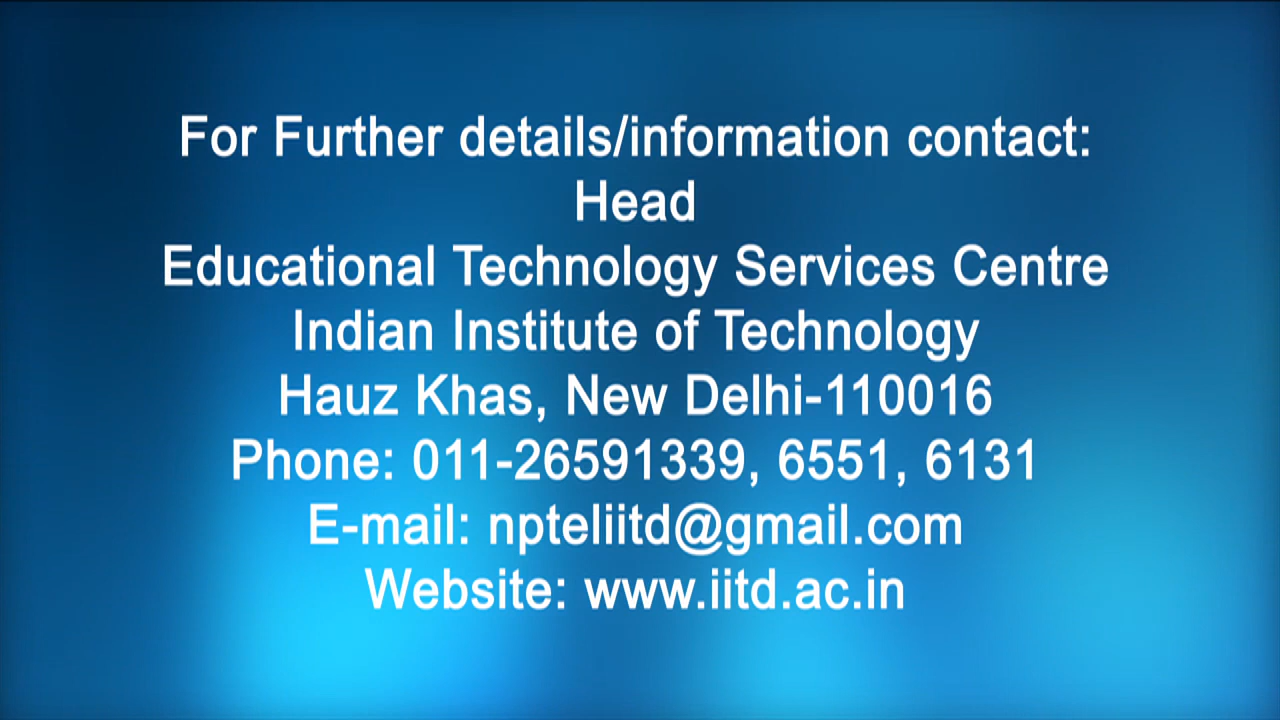 For Further details/information contact:
Head
Educational Technology Services Centre
Indian Institute of Technology
Hauz Khas, New Delhi-110016
Phone: 011-26591339, 6551, 6131
E-mail: npteliitd@gmail.com
Website: www.iitd.ac.in